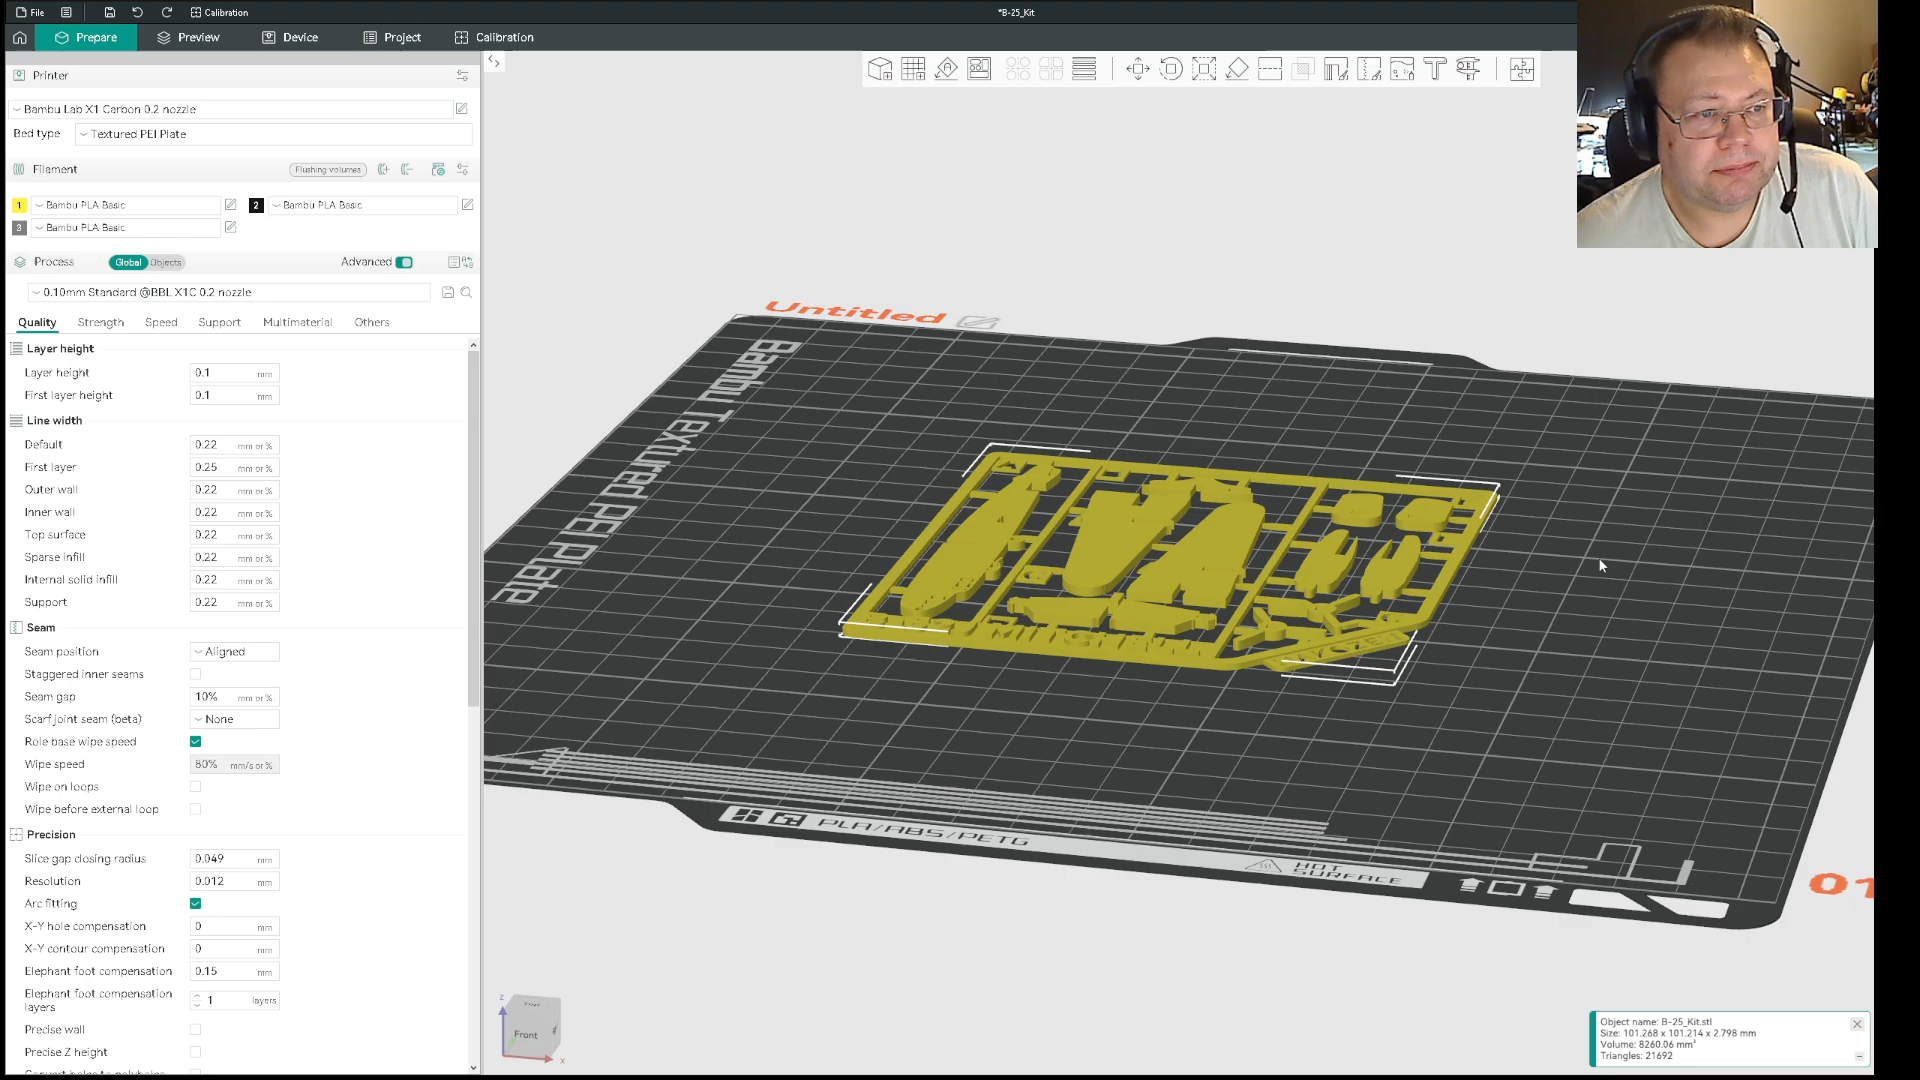 File
Calibration
*B-25_Kit
Prepare
Preview
Device
Project
Calibration
Printer
Bambu Lab X1 Carbon 0.2 nozzle
Bed type
Textured PEI Plate
Filament
Flushing volumes
1
Bambu PLA Basic
2
Bambu PLA Basic
3
Bambu PLA Basic
Process
Global
Objects
Advanced
0.10mm Standard @BBL X1C 0.2 nozzle
Quality
Strength
Speed
Support
Multimaterial
Others
Layer height
Layer height
0.1
mm
First layer height
0.1
mm
Line width
Default
0.22
mm or %
First layer
0.25
mm or %
Outer wall
0.22
mm or %
Inner wall
0.22
mm or %
Top surface
0.22
mm or %
Sparse infill
0.22
mm or %
Internal solid infill
0.22
mm or %
Support
0.22
mm or %
Seam
Seam position
Aligned
Staggered inner seams
Seam gap
10%
mm or %
Scarf joint seam (beta)
None
Role base wipe speed
Wipe speed
80%
mm/s or %
Wipe on loops
Wipe before external loop
Precision
Slice gap closing radius
0.049
mm
Resolution
0.012
mm
Arc fitting
X-Y hole compensation
0
mm
X-Y contour compensation
0
mm
Elephant foot compensation
0.15
mm
Elephant foot compensation
layers
1
layers
Precise wall
Precise Z height
Untitled
Bambu Textured PEI Plate
PLA/ABS/PETG
HOT
SURFACE
01
Front
z
x
Object name: B-25_Kit.stl
Size: 101.268 x 101.214 x 2.798 mm
Volume: 8260.06 mm³
Triangles: 21692